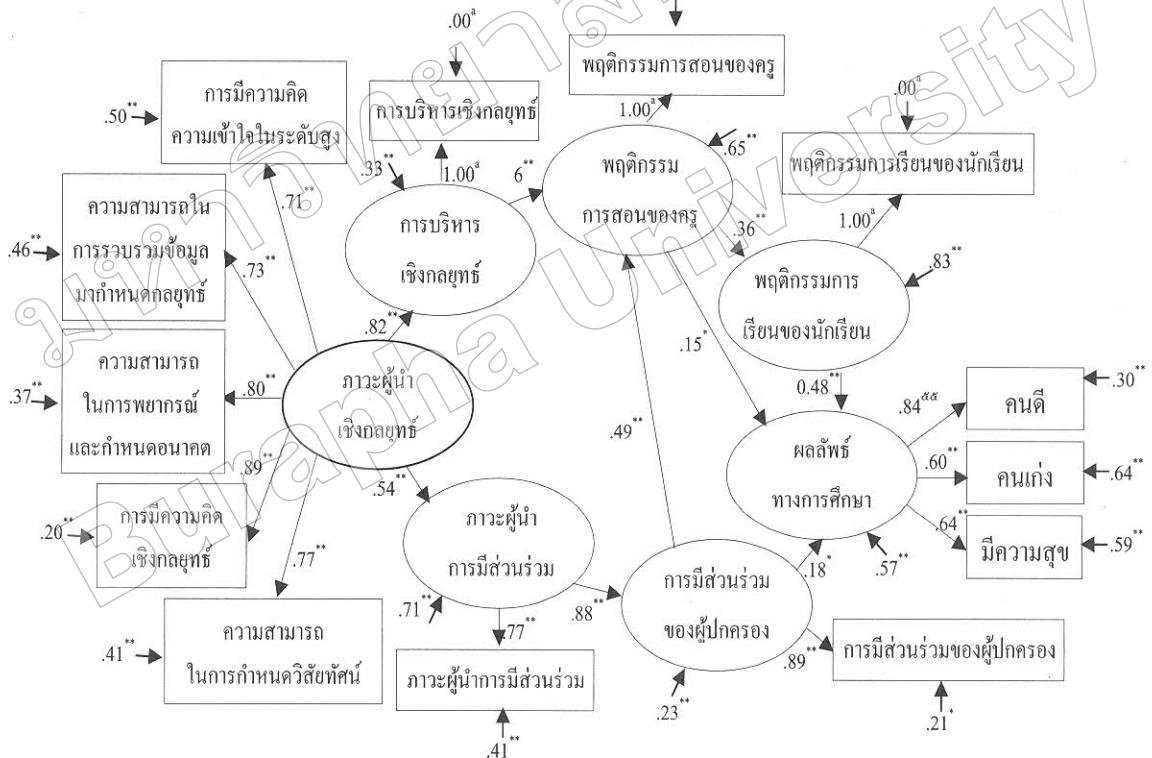 .00ᵃ
พฤติกรรมการสอนของครู
การมีความคิด
ความเข้าใจในระดับสูง
.50**
การบริหารเชิงกลยุทธ์
1.00ᵃ
.00ᵃ
พฤติกรรมการเรียนของนักเรียน
.33**
1.00ᵃ
6**
พฤติกรรม
การสอนของครู
.65**
.71**
ความสามารถใน
การรวบรวมข้อมูล
มากำหนดกลยุทธ์
.46**
.73**
การบริหาร
เชิงกลยุทธ์
.36**
1.00ᵃ
พฤติกรรมการ
เรียนของนักเรียน
.83**
.82**
.15*
ความสามารถ
ในการพยากรณ์
และกำหนดอนาคต
.37**
.80**
ภาวะผู้นำ
เชิงกลยุทธ์
0.48**
.49**
ผลลัพธ์
ทางการศึกษา
.84
คนดี
.30**
.60**
คนเก่ง
.64**
.64**
มีความสุข
.59**
.57**
.89**
การมีความคิด
เชิงกลยุทธ์
.20**
.54**
ภาวะผู้นำ
การมีส่วนร่วม
.77**
.71**
.88**
การมีส่วนร่วม
ของผู้ปกครอง
.18*
ความสามารถ
ในการกำหนดวิสัยทัศน์
.41**
.77**
ภาวะผู้นำการมีส่วนร่วม
.41**
.89**
การมีส่วนร่วมของผู้ปกครอง
.23**
.21*
Burapha University